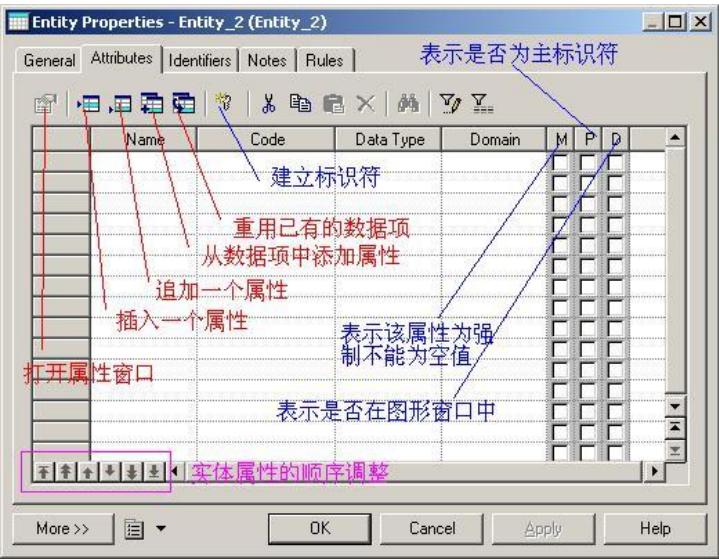 Entity Properties - Entity_2 (Entity_2)
General Attributes Identifiers Notes Rules
表示是否为主标识符
Name Code Data Type Domain M P D
建立标识符
重用已有的数据项
从数据项中添加属性
追加一个属性
插入一个属性
表示该属性为强
制不能为空值
打开属性窗口
表示是否在图形窗口中
实体属性的顺序调整
More >> OK Cancel Apply Help